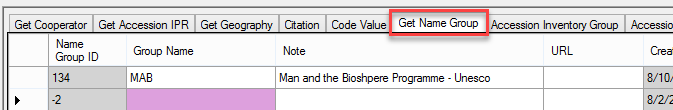 Get Cooperator Get Accession IPR Get Geography Citation Code Value Get Name Group Accession Inventory Group Accessio
Name Group ID Group Name Note URL Creat
134 MAB Man and the Bioshpere Programme - Unesco 8/10/
-2 8/2/2